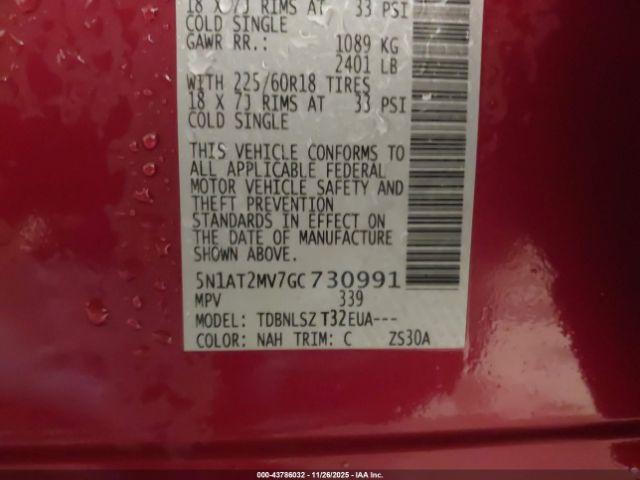 18 X 7J RIMS AT 33 PSI
COLD SINGLE
GAWR RR.: 1089 KG
2401 LB
WITH 225/60R18 TIRES
18 X 7J RIMS AT 33 PSI
COLD SINGLE
THIS VEHICLE CONFORMS TO
ALL APPLICABLE FEDERAL
MOTOR VEHICLE SAFETY AND
THEFT PREVENTION
STANDARDS IN EFFECT ON
THE DATE OF MANUFACTURE
SHOWN ABOVE.
5N1AT2MV7GC730991
MPV 339
MODEL: TDBNLSZ T32EUA---
COLOR: NAH TRIM: C ZS30A
000-43786032 | 11/26/2025 | IAA Inc.